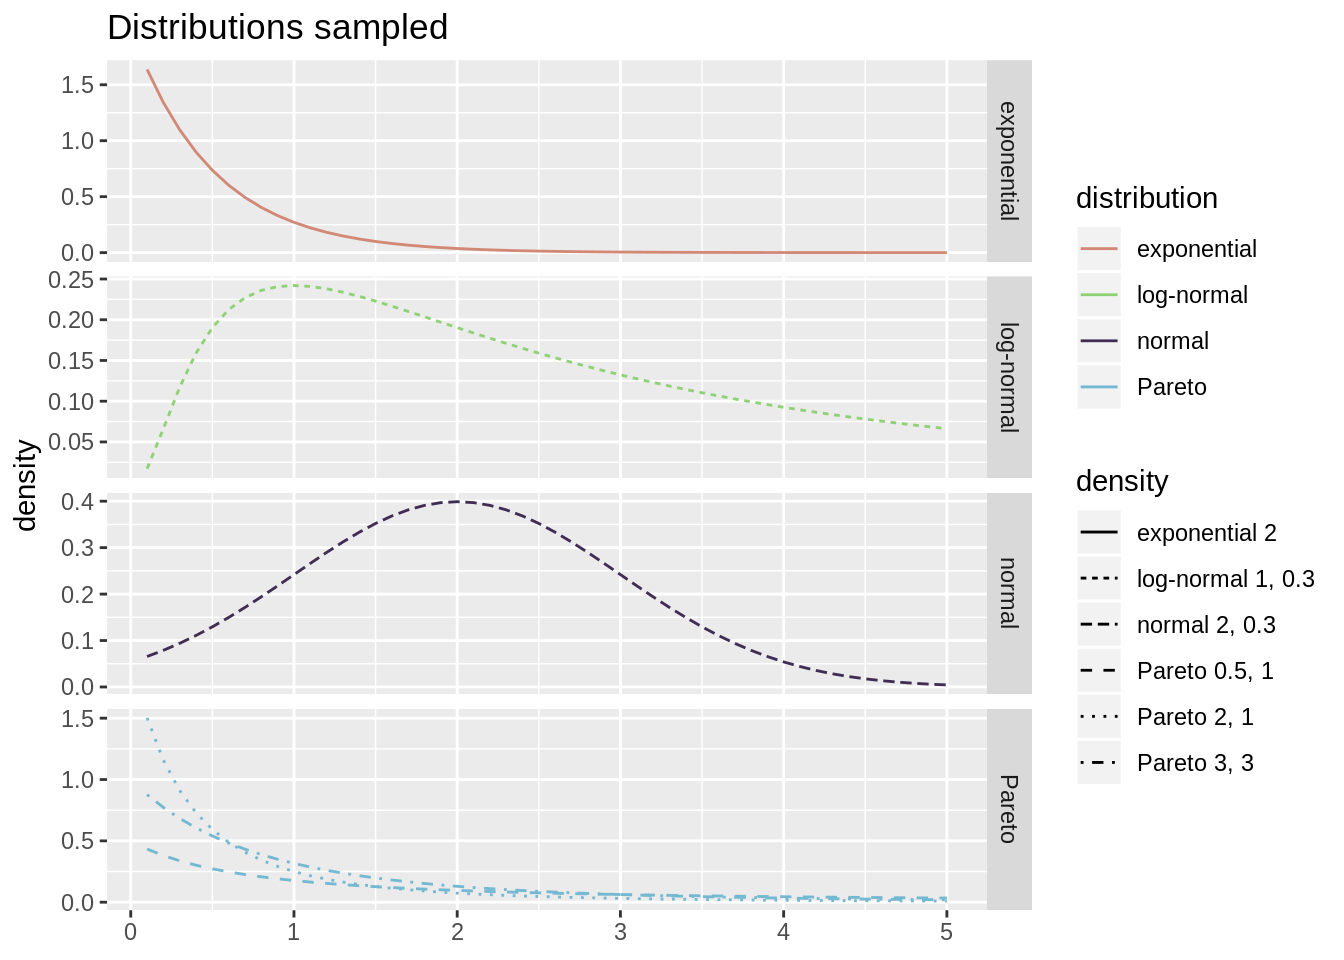 Distributions sampled
density
1.5
1.0
0.5
0.0
exponential
0.25
0.20
0.15
0.10
0.05
log-normal
0.4
0.3
0.2
0.1
0.0
normal
1.5
1.0
0.5
0.0
Pareto
0 1 2 3 4 5
distribution
exponential
log-normal
normal
Pareto
density
exponential 2
log-normal 1, 0.3
normal 2, 0.3
Pareto 0.5, 1
Pareto 2, 1
Pareto 3, 3